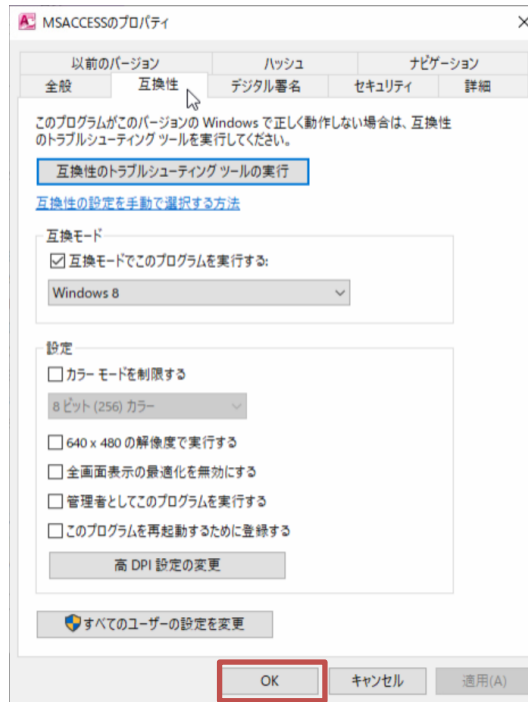 MSACCESSのプロパティ
以前のバージョン ハッシュ ナビゲーション
全般 互換性 デジタル署名 セキュリティ 詳細
このプログラムがこのバージョンの Windows で正しく動作しない場合は、互換性
のトラブルシューティング ツールを実行してください。
互換性のトラブルシューティング ツールの実行
互換性の設定を手動で選択する方法
互換モード
互換モードでこのプログラムを実行する:
Windows 8
設定
カラー モードを制限する
8 ビット (256) カラー
640 x 480 の解像度で実行する
全画面表示の最適化を無効にする
管理者としてこのプログラムを実行する
このプログラムを再起動するために登録する
高 DPI 設定の変更
すべてのユーザーの設定を変更
OK キャンセル 適用(A)